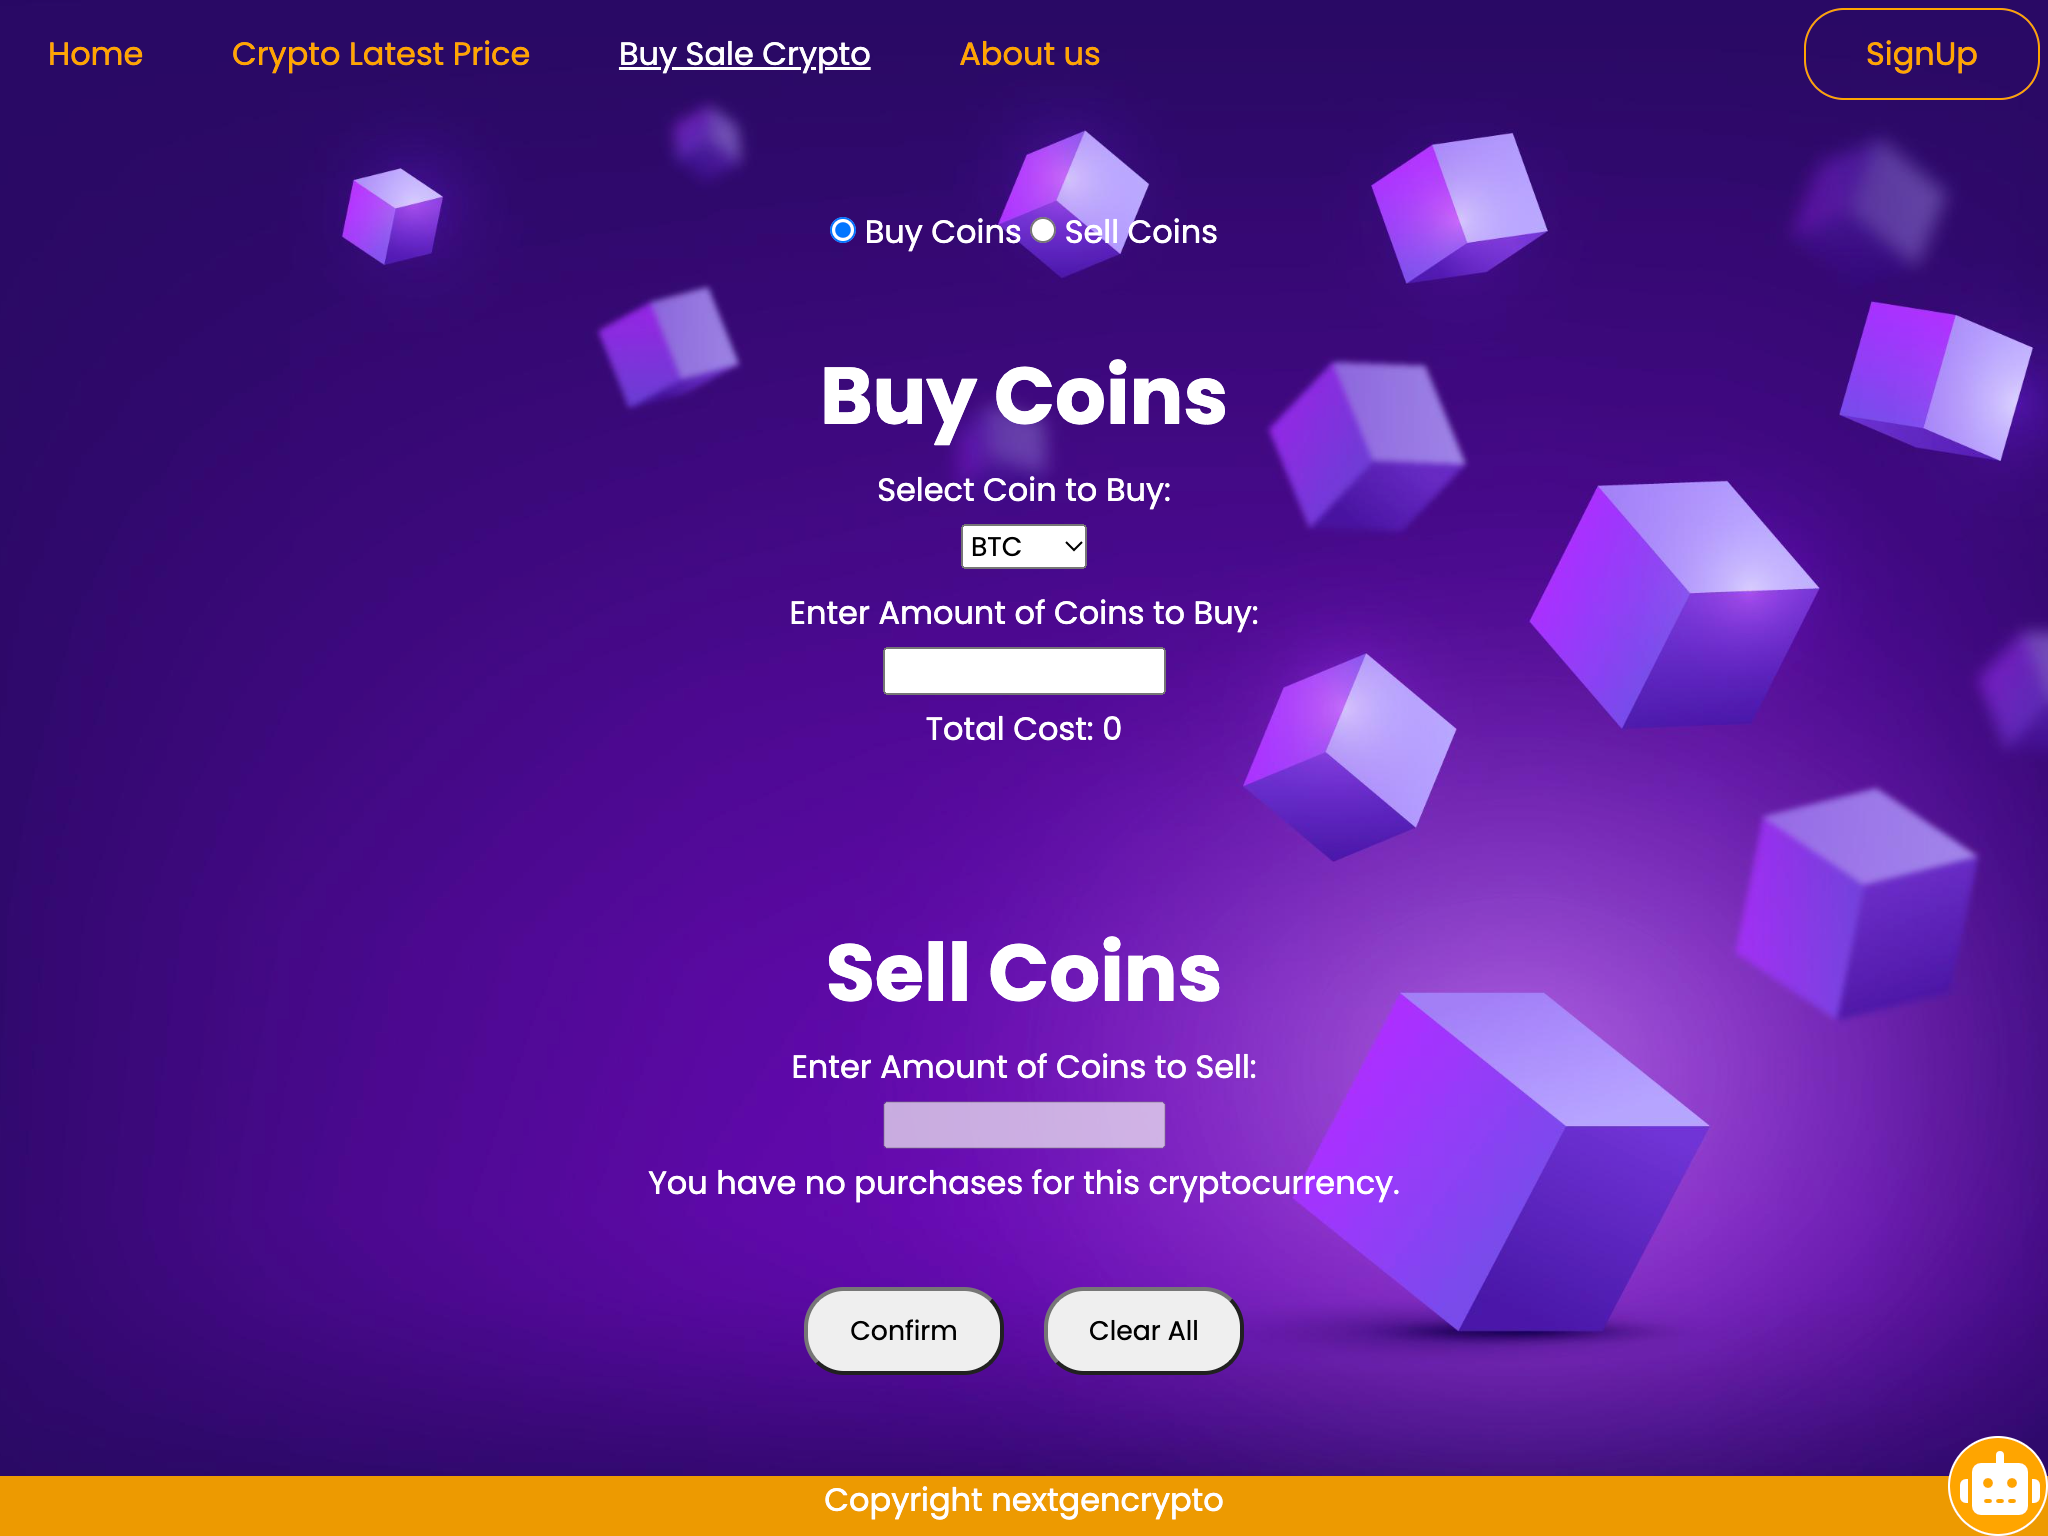 Home Crypto Latest Price Buy Sale Crypto About us SignUp
Buy Coins Sell Coins
Buy Coins
Select Coin to Buy:
BTC
Enter Amount of Coins to Buy:
Total Cost: 0
Sell Coins
Enter Amount of Coins to Sell:
You have no purchases for this cryptocurrency.
Confirm Clear All
Copyright nextgencrypto